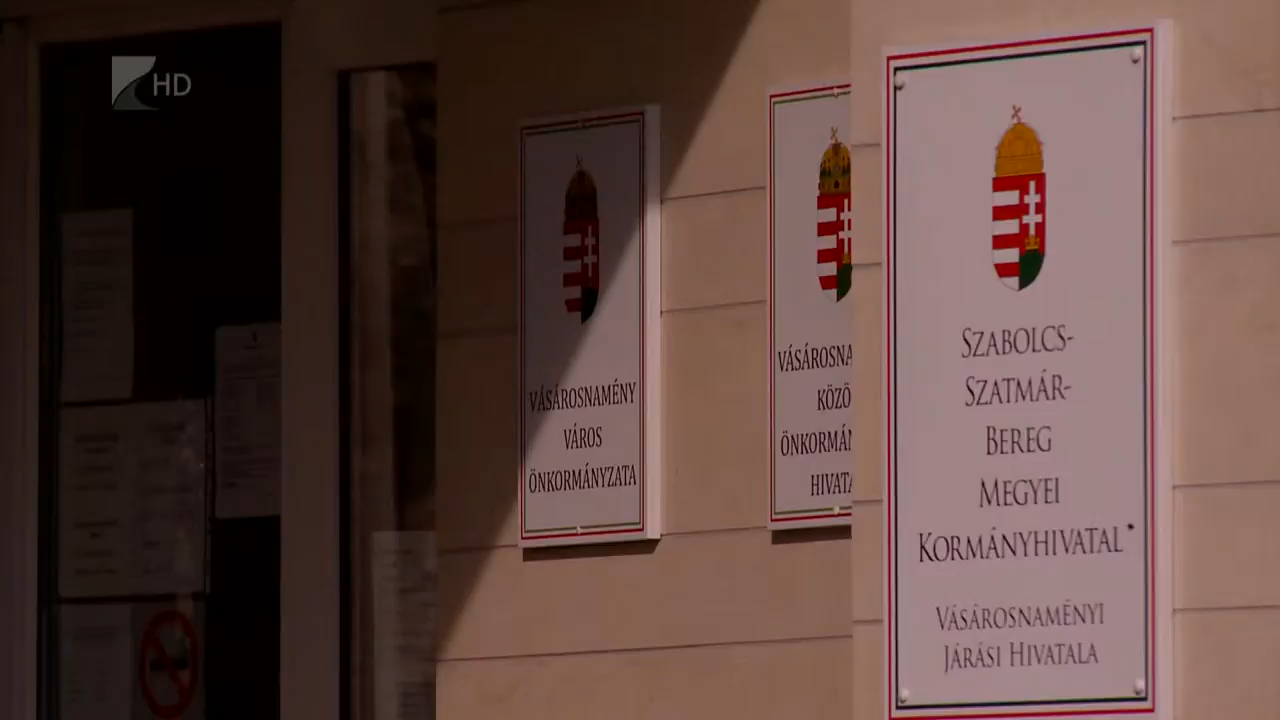 HD
VÁSÁROSNAMÉNY
VÁROS
ÖNKORMÁNYZATA
VÁSÁROSNA
KÖZÖ
ÖNKORMÁN
HIVATA
SZABOLCS-
SZATMÁR-
BEREG
MEGYEI
KORMÁNYHIVATAL
VÁSÁROSNAMÉNYI
JÁRÁSI HIVATALA